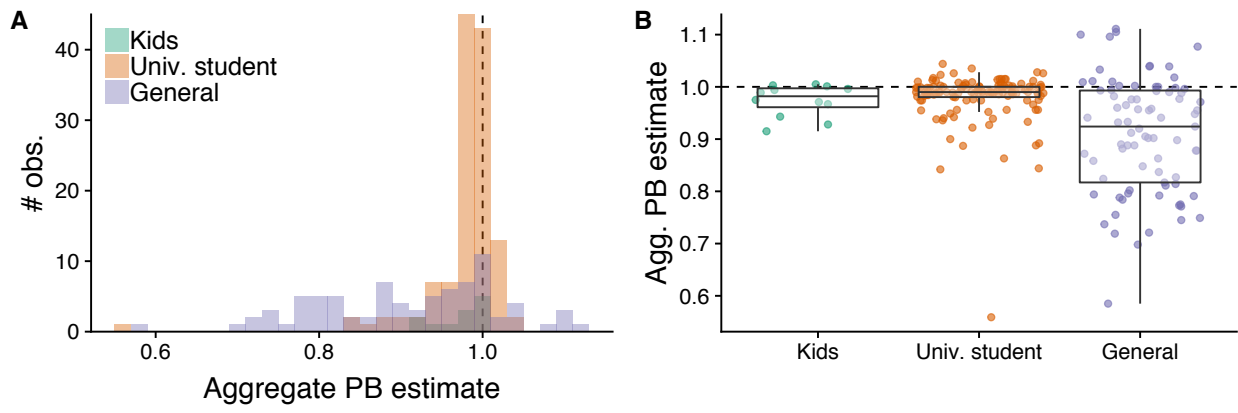 A
Kids
Univ. student
General
# obs.
40
30
20
10
0
0.6 0.8 1.0
Aggregate PB estimate
B
Agg. PB estimate
1.1
1.0
0.9
0.8
0.7
0.6
Kids Univ. student General